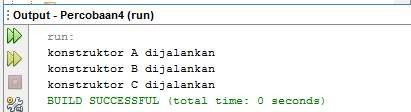 Output - Percobaan4 (run)
run:
konstruktor A dijalankan
konstruktor B dijalankan
konstruktor C dijalankan
BUILD SUCCESSFUL (total time: 0 seconds)